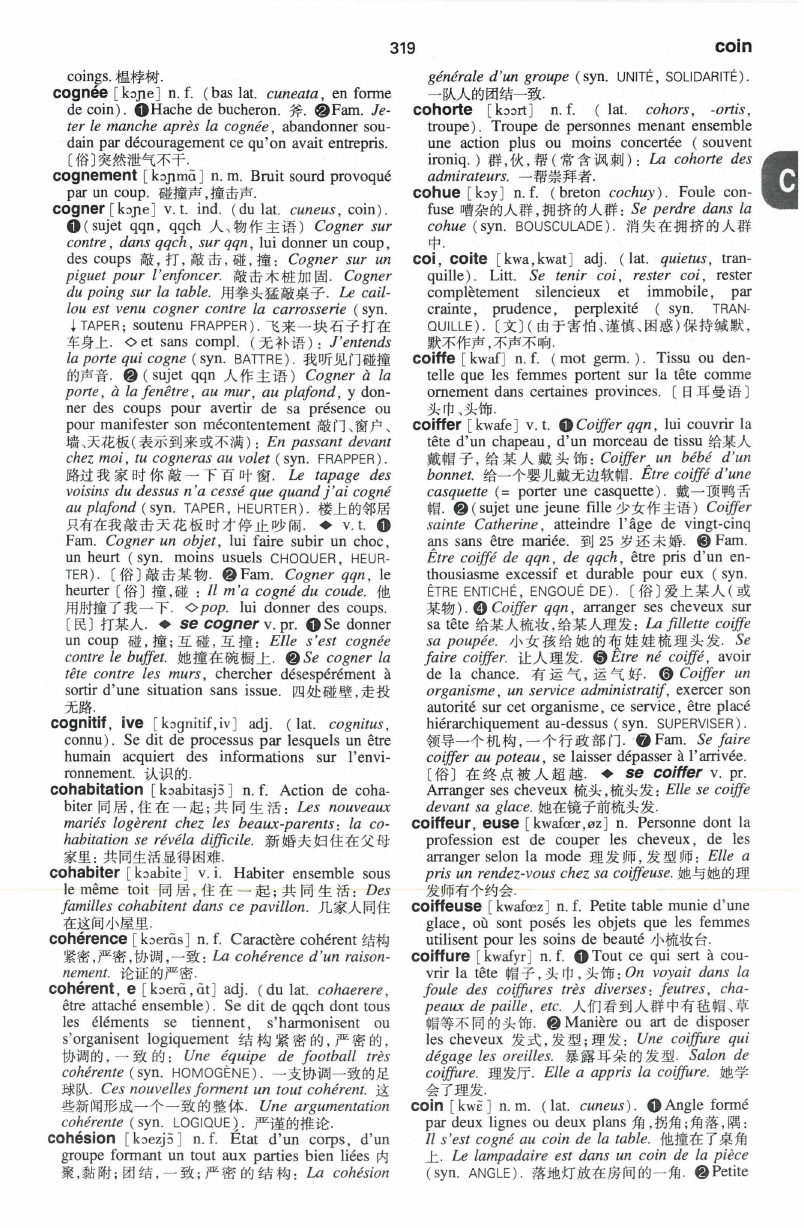 319
coin
coings. 榅桲树.
cognée [kɔɲe] n. f. (bas lat. cuneata, en forme
de coin). ❶Hache de bucheron. 斧. ❷Fam. Je-
ter le manche après la cognée, abandonner sou-
dain par découragement ce qu'on avait entrepris.
〔俗〕突然泄气不干.
cognement [kɔɲmɑ̃] n. m. Bruit sourd provoqué
par un coup. 碰撞声,撞击声.
cogner [kɔɲe] v. t. ind. (du lat. cuneus, coin).
❶(sujet qqn, qqch 人、物作主语) Cogner sur
contre, dans qqch, sur qqn, lui donner un coup,
des coups 敲,打,敲击,碰,撞: Cogner sur un
piguet pour l'enfoncer. 敲击木桩加固. Cogner
du poing sur la table. 用拳头猛敲桌子. Le cail-
lou est venu cogner contre la carrosserie (syn.
↓TAPER; soutenu FRAPPER). 飞来一块石子打在
车身上. ◇et sans compl. (无补语): J'entends
la porte qui cogne (syn. BATTRE). 我听见门碰撞
的声音. ❷(sujet qqn 人作主语) Cogner à la
porte, à la fenêtre, au mur, au plafond, y don-
ner des coups pour avertir de sa présence ou
pour manifester son mécontentement 敲门、窗户、
墙、天花板(表示到来或不满): En passant devant
chez moi, tu cogneras au volet (syn. FRAPPER).
路过我家时你敲一下百叶窗. Le tapage des
voisins du dessus n'a cessé que quand j'ai cogné
au plafond (syn. TAPER, HEURTER). 楼上的邻居
只有在我敲击天花板时才停止吵闹. ◆ v. t. ❶
Fam. Cogner un objet, lui faire subir un choc,
un heurt (syn. moins usuels CHOQUER, HEUR-
TER). 〔俗〕敲击某物. ❷Fam. Cogner qqn, le
heurter〔俗〕撞,碰: Il m'a cogné du coude. 他
用肘撞了我一下. ◇pop. lui donner des coups.
〔民〕打某人. ◆ se cogner v. pr. ❶Se donner
un coup 碰,撞;互碰,互撞: Elle s'est cognée
contre le buffet. 她撞在碗橱上. ❷Se cogner la
tête contre les murs, chercher désespérément à
sortir d'une situation sans issue. 四处碰壁,走投
无路.
cognitif, ive [kɔgnitif,iv] adj. (lat. cognitus,
connu). Se dit de processus par lesquels un être
humain acquiert des informations sur l'envi-
ronnement. 认识的.
cohabitation [kɔabitasjɔ̃] n. f. Action de coha-
biter 同居,住在一起;共同生活: Les nouveaux
mariés logèrent chez les beaux-parents: la co-
habitation se révéla difficile. 新婚夫妇住在父母
家里: 共同生活显得困难.
cohabiter [kɔabite] v. i. Habiter ensemble sous
le même toit 同居,住在一起;共同生活: Des
familles cohabitent dans ce pavillon. 几家人同住
在这间小屋里.
cohérence [kɔerɑ̃s] n. f. Caractère cohérent 结构
紧密,严密,协调,一致: La cohérence d'un raison-
nement. 论证的严密.
cohérent, e [kɔerɑ̃, ɑ̃t] adj. (du lat. cohaerere,
être attaché ensemble). Se dit de qqch dont tous
les éléments se tiennent, s'harmonisent ou
s'organisent logiquement 结构紧密的,严密的,
协调的,一致的: Une équipe de football très
cohérente (syn. HOMOGÈNE). 一支协调一致的足
球队. Ces nouvelles forment un tout cohérent. 这
些新闻形成一个一致的整体. Une argumentation
cohérente (syn. LOGIQUE). 严谨的推论.
cohésion [kɔezjɔ̃] n. f. État d'un corps, d'un
groupe formant un tout aux parties bien liées 内
聚,黏附;团结,一致;严密的结构: La cohésion
générale d'un groupe (syn. UNITÉ, SOLIDARITÉ).
一队人的团结一致.
cohorte [kɔɔrt] n. f. (lat. cohors, -ortis,
troupe). Troupe de personnes menant ensemble
une action plus ou moins concertée (souvent
ironiq.) 群,伙,帮(常含讽刺): La cohorte des
admirateurs. 一帮崇拜者.
cohue [kɔy] n. f. (breton cochuy). Foule con-
fuse 嘈杂的人群,拥挤的人群: Se perdre dans la
cohue (syn. BOUSCULADE). 消失在拥挤的人群
中.
coi, coite [kwa,kwat] adj. (lat. quietus, tran-
quille). Litt. Se tenir coi, rester coi, rester
complètement silencieux et immobile, par
crainte, prudence, perplexité (syn. TRAN-
QUILLE). 〔文〕(由于害怕、谨慎、困惑)保持缄默,
默不作声,不声不响.
coiffe [kwaf] n. f. (mot germ.). Tissu ou den-
telle que les femmes portent sur la tête comme
ornement dans certaines provinces. 〔日耳曼语〕
头巾、头饰.
coiffer [kwafe] v. t. ❶Coiffer qqn, lui couvrir la
tête d'un chapeau, d'un morceau de tissu 给某人
戴帽子,给某人戴头饰: Coiffer un bébé d'un
bonnet. 给一个婴儿戴无边软帽. Être coiffé d'une
casquette (= porter une casquette). 戴一顶鸭舌
帽. ❷(sujet une jeune fille 少女作主语) Coiffer
sainte Catherine, atteindre l'âge de vingt-cinq
ans sans être mariée. 到 25 岁还未婚. ❸Fam.
Être coiffé de qqn, de qqch, être pris d'un en-
thousiasme excessif et durable pour eux (syn.
ÊTRE ENTICHÉ, ENGOUÉ DE). 〔俗〕爱上某人(或
某物). ❹Coiffer qqn, arranger ses cheveux sur
sa tête 给某人梳妆,给某人理发: La fillette coiffe
sa poupée. 小女孩给她的布娃娃梳理头发. Se
faire coiffer. 让人理发. ❺Être né coiffé, avoir
de la chance. 有运气,运气好. ❻Coiffer un
organisme, un service administratif, exercer son
autorité sur cet organisme, ce service, être placé
hiérarchiquement au-dessus (syn. SUPERVISER).
领导一个机构,一个行政部门. ❼Fam. Se faire
coiffer au poteau, se laisser dépasser à l'arrivée.
〔俗〕在终点被人超越. ◆ se coiffer v. pr.
Arranger ses cheveux 梳头,梳头发: Elle se coiffe
devant sa glace. 她在镜子前梳头发.
coiffeur, euse [kwafœr,øz] n. Personne dont la
profession est de couper les cheveux, de les
arranger selon la mode 理发师,发型师: Elle a
pris un rendez-vous chez sa coiffeuse. 她与她的理
发师有个约会.
coiffeuse [kwafœz] n. f. Petite table munie d'une
glace, où sont posés les objets que les femmes
utilisent pour les soins de beauté 小梳妆台.
coiffure [kwafyr] n. f. ❶Tout ce qui sert à cou-
vrir la tête 帽子,头巾,头饰: On voyait dans la
foule des coiffures très diverses: feutres, cha-
peaux de paille, etc. 人们看到人群中有毡帽、草
帽等不同的头饰. ❷Manière ou art de disposer
les cheveux 发式,发型;理发: Une coiffure qui
dégage les oreilles. 暴露耳朵的发型. Salon de
coiffure. 理发厅. Elle a appris la coiffure. 她学
会了理发.
coin [kwɛ̃] n. m. (lat. cuneus). ❶Angle formé
par deux lignes ou deux plans 角,拐角;角落,隅:
Il s'est cogné au coin de la table. 他撞在了桌角
上. Le lampadaire est dans un coin de la pièce
(syn. ANGLE). 落地灯放在房间的一角. ❷Petite
C